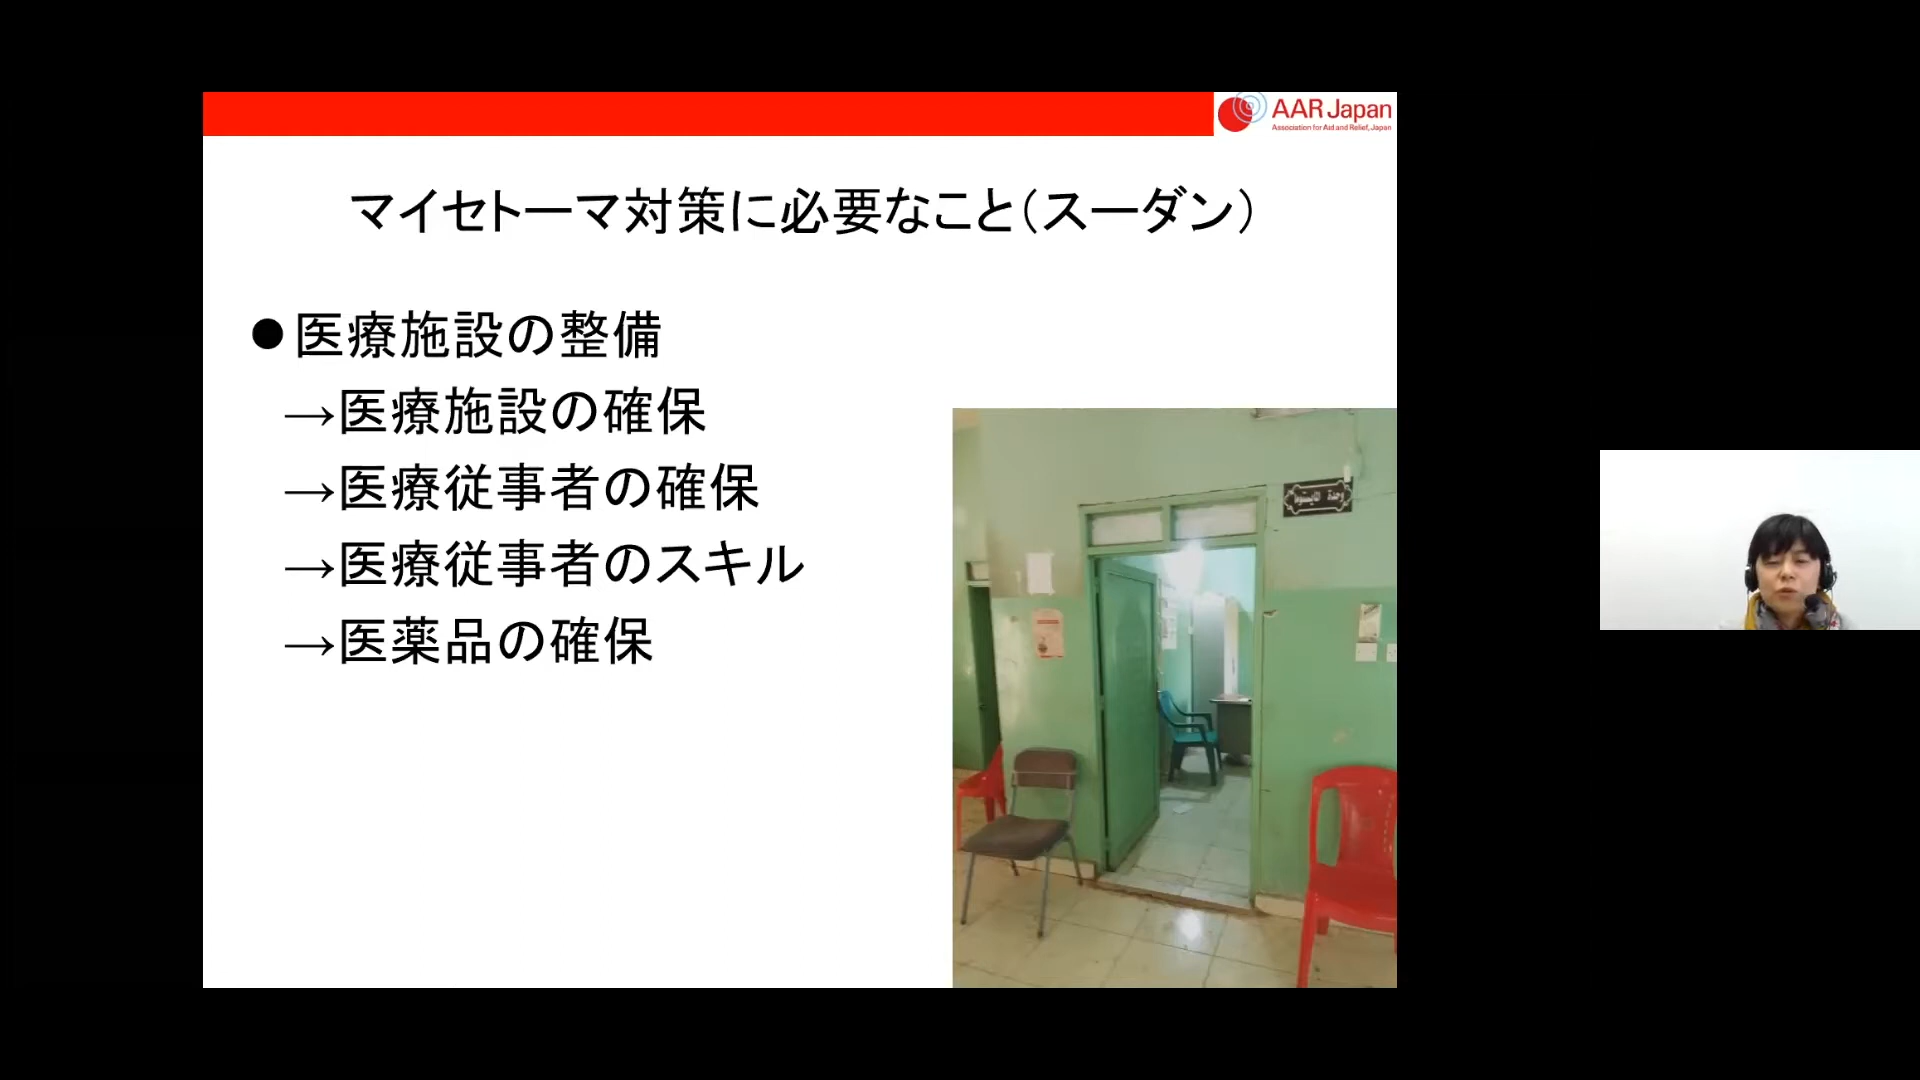 AAR Japan
Association for Aid and Relief, Japan
マイセトーマ対策に必要なこと（スーダン）
●医療施設の整備
→医療施設の確保
→医療従事者の確保
→医療従事者のスキル
→医薬品の確保
وحدة المايستوما